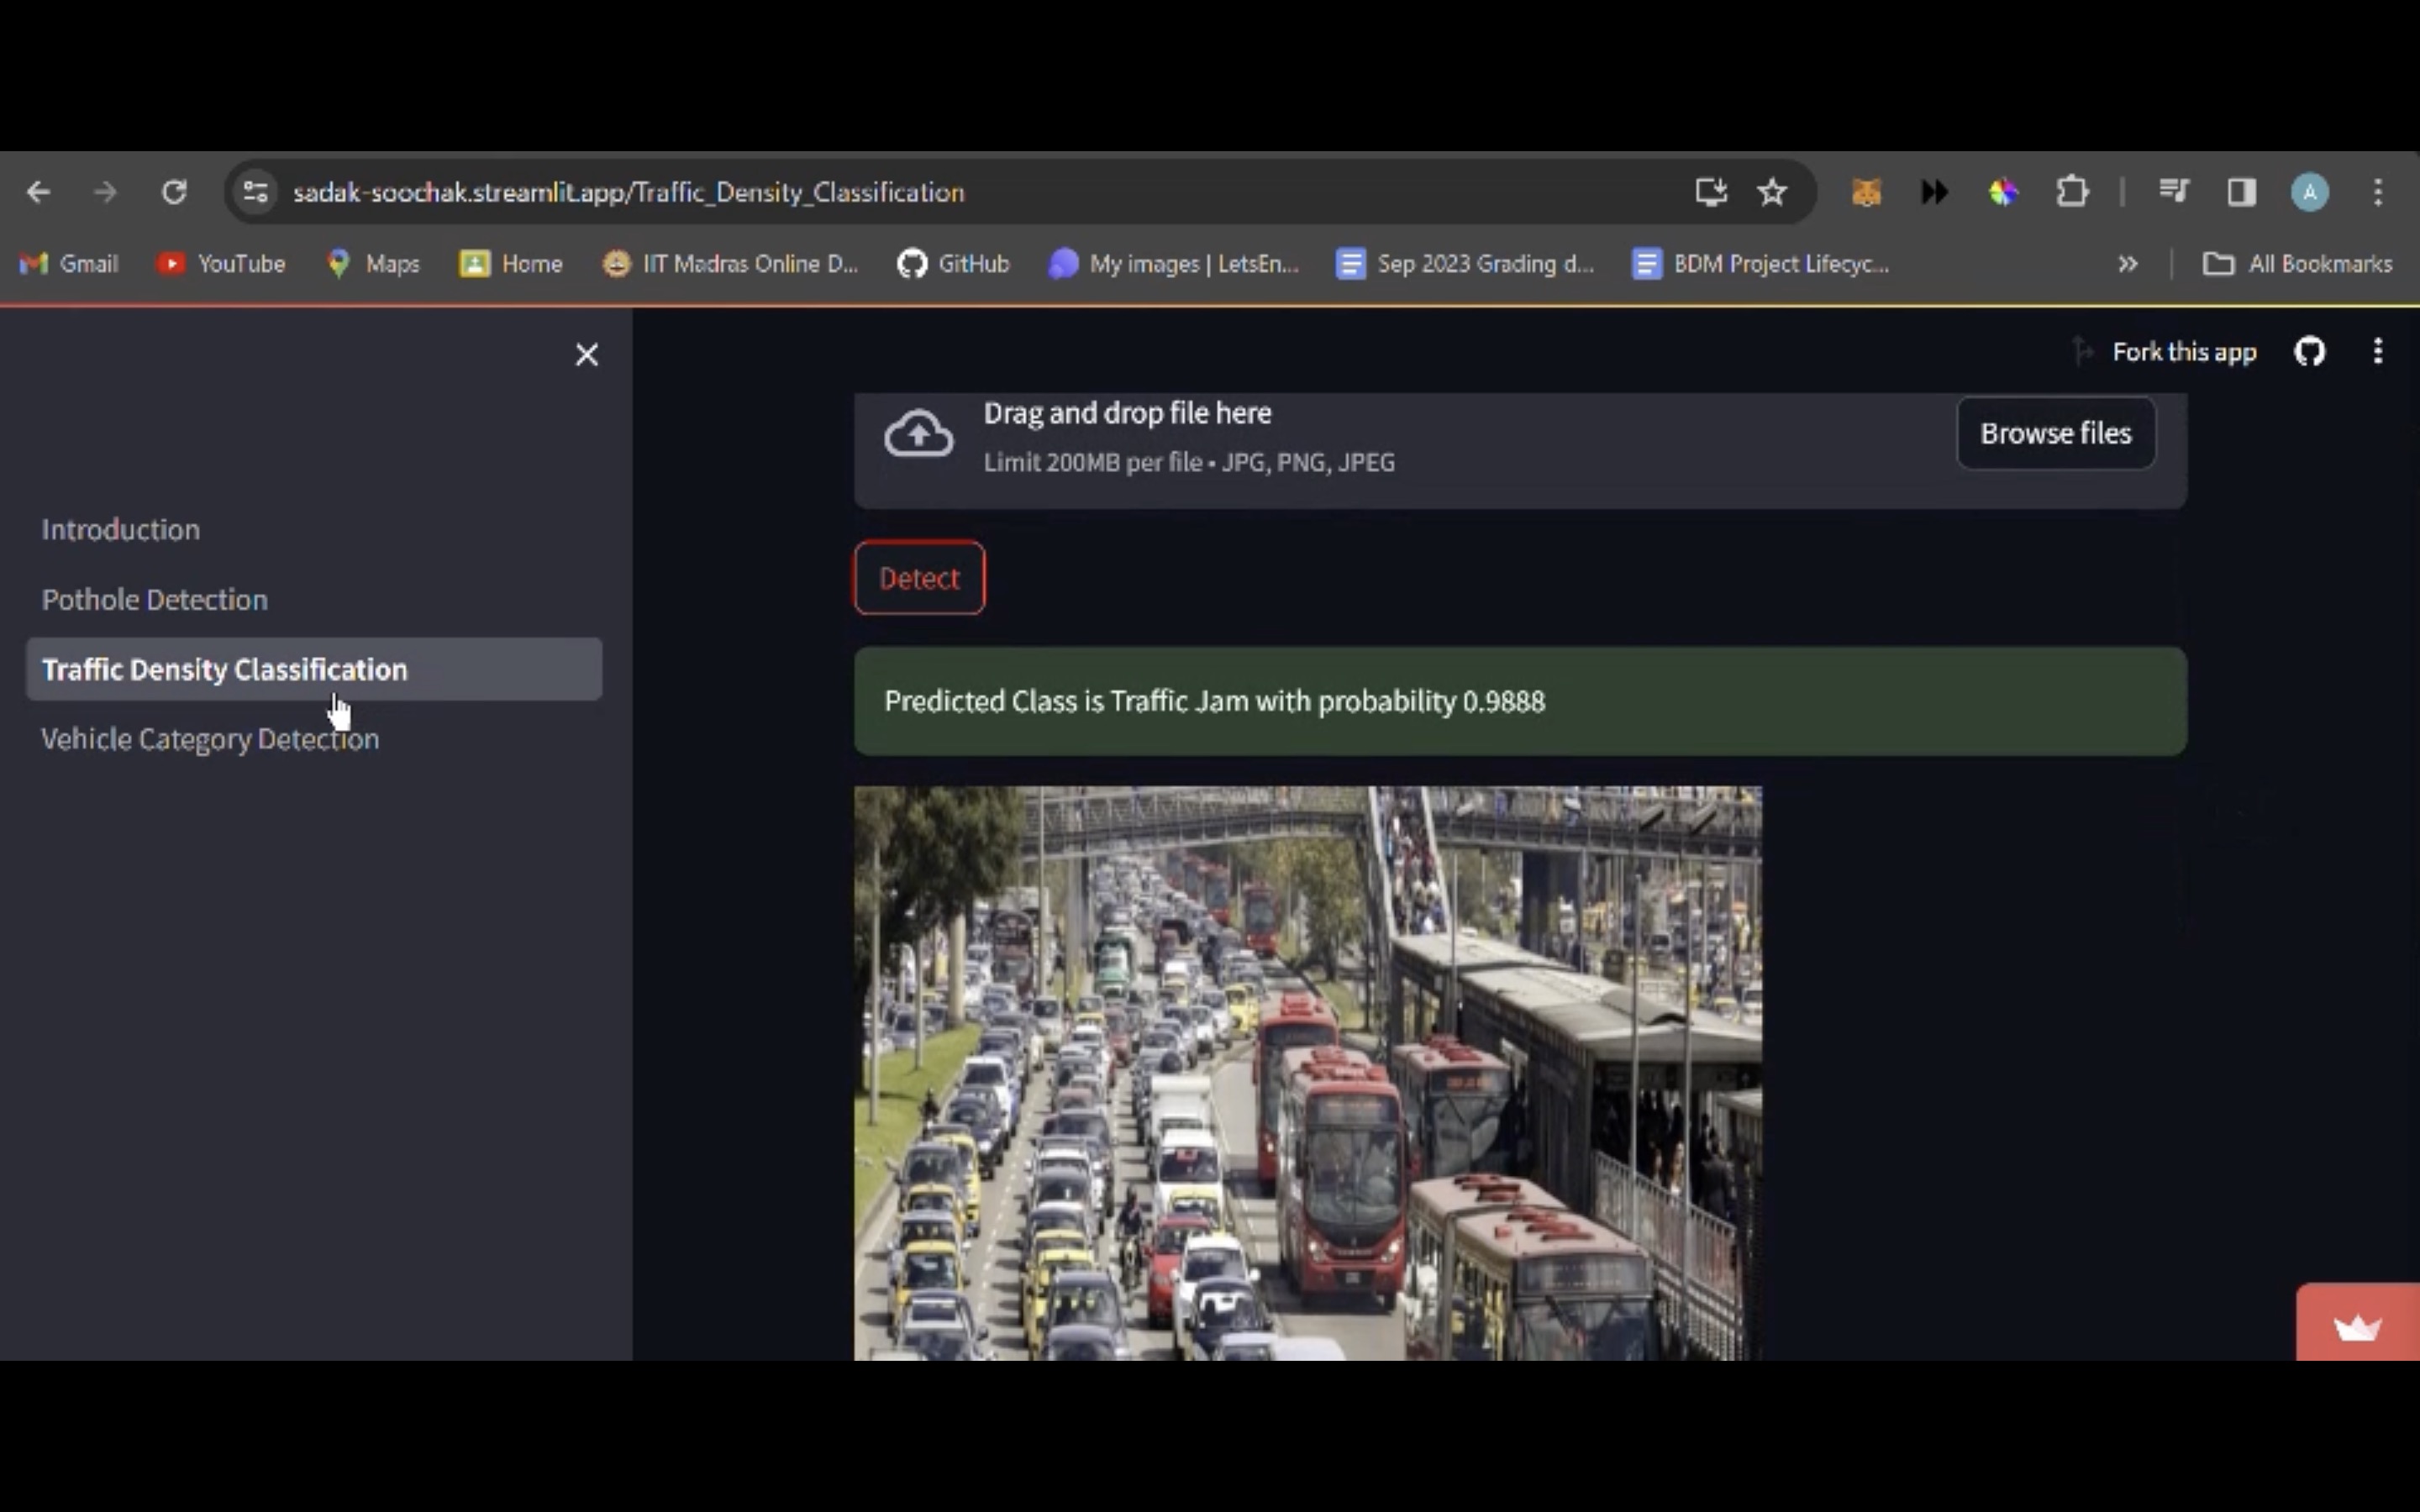 sadak-soochak.streamlit.app/Traffic_Density_Classification
A
Gmail
YouTube
Maps
Home
IIT Madras Online D...
GitHub
My images | LetsEn...
Sep 2023 Grading d...
BDM Project Lifecyc...
All Bookmarks
Fork this app
Introduction
Pothole Detection
Traffic Density Classification
Vehicle Category Detection
Drag and drop file here
Limit 200MB per file • JPG, PNG, JPEG
Browse files
Detect
Predicted Class is Traffic Jam with probability 0.9888